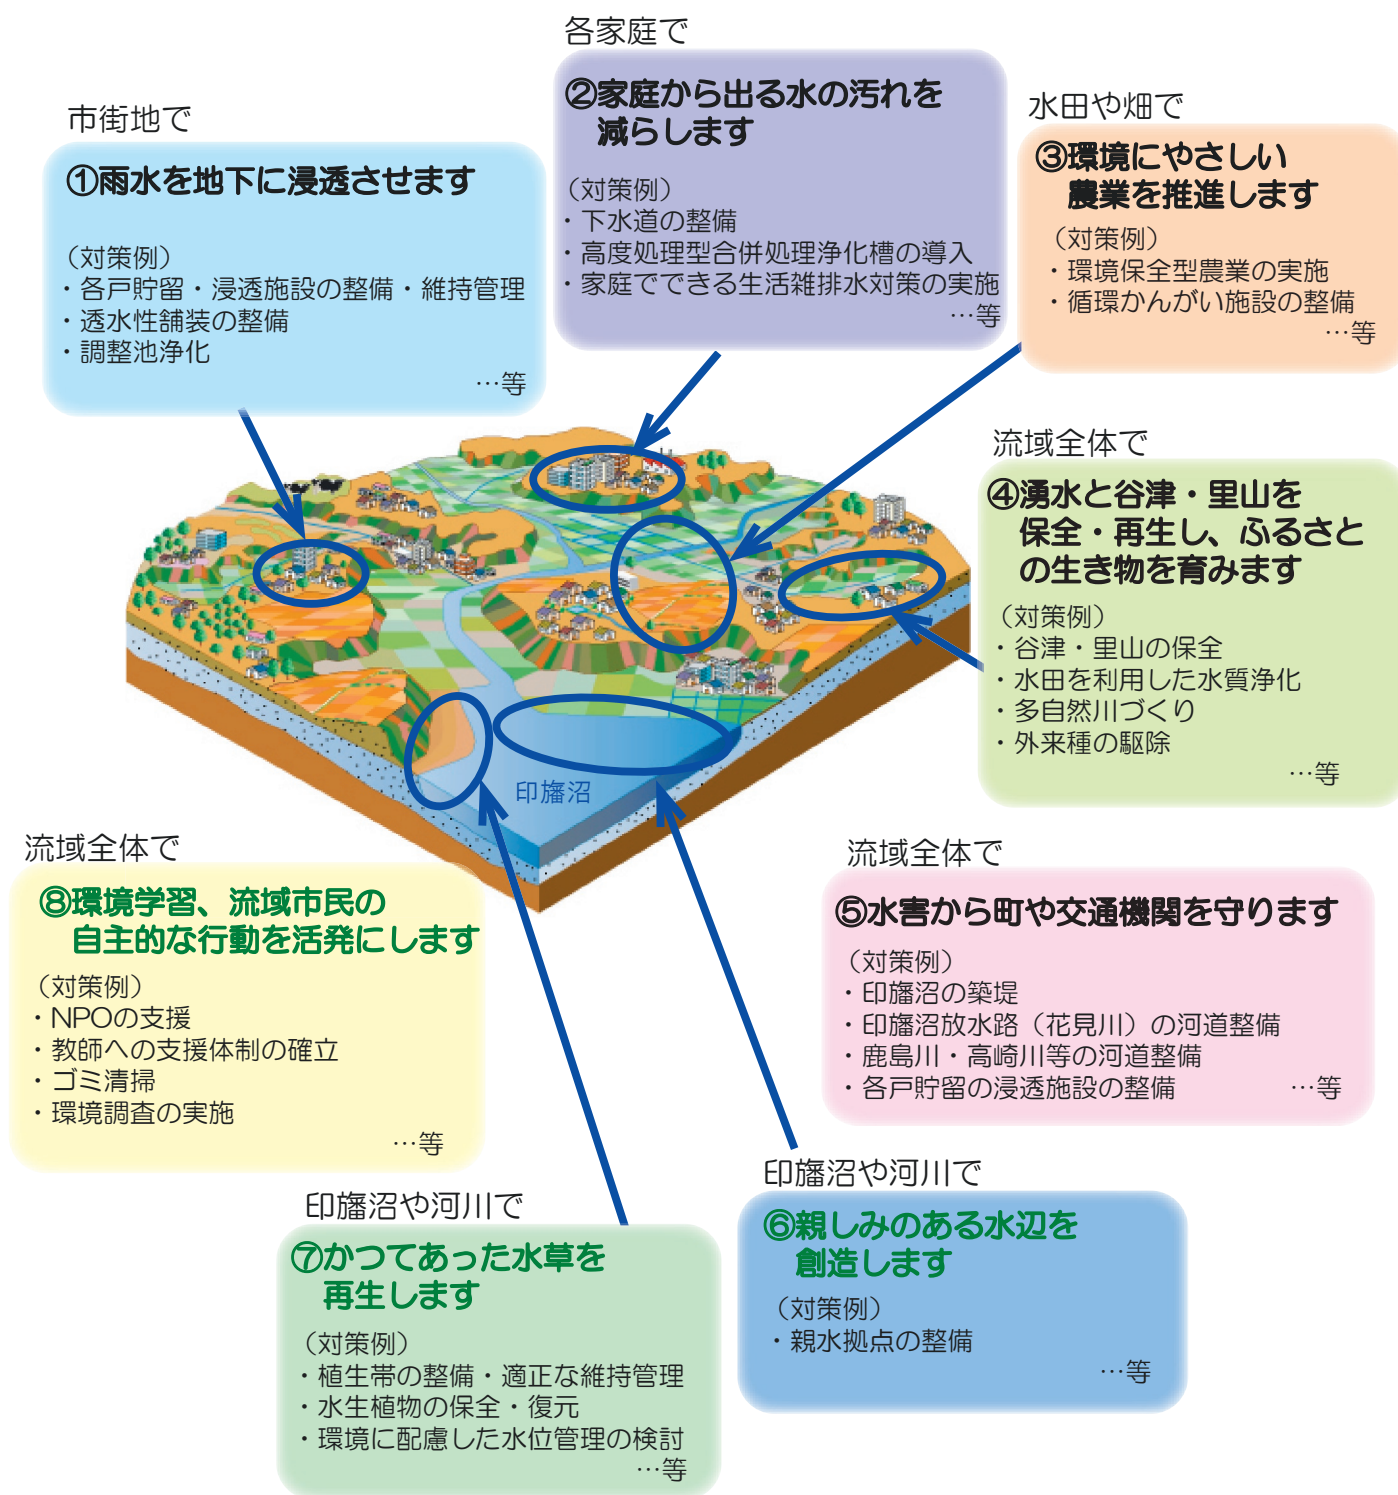 市街地で
①雨水を地下に浸透させます
（対策例）
・各戸貯留・浸透施設の整備・維持管理
・透水性舗装の整備
・調整池浄化
…等
各家庭で
②家庭から出る水の汚れを
減らします
（対策例）
・下水道の整備
・高度処理型合併処理浄化槽の導入
・家庭でできる生活雑排水対策の実施
…等
水田や畑で
③環境にやさしい
農業を推進します
（対策例）
・環境保全型農業の実施
・循環かんがい施設の整備
…等
流域全体で
④湧水と谷津・里山を
保全・再生し、ふるさと
の生き物を育みます
（対策例）
・谷津・里山の保全
・水田を利用した水質浄化
・多自然川づくり
・外来種の駆除
…等
印旛沼
流域全体で
⑤水害から町や交通機関を守ります
（対策例）
・印旛沼の築堤
・印旛沼放水路（花見川）の河道整備
・鹿島川・高崎川等の河道整備
・各戸貯留の浸透施設の整備 …等
印旛沼や河川で
⑥親しみのある水辺を
創造します
（対策例）
・親水拠点の整備
…等
印旛沼や河川で
⑦かつてあった水草を
再生します
（対策例）
・植生帯の整備・適正な維持管理
・水生植物の保全・復元
・環境に配慮した水位管理の検討
…等
流域全体で
⑧環境学習、流域市民の
自主的な行動を活発にします
（対策例）
・NPOの支援
・教師への支援体制の確立
・ゴミ清掃
・環境調査の実施
…等